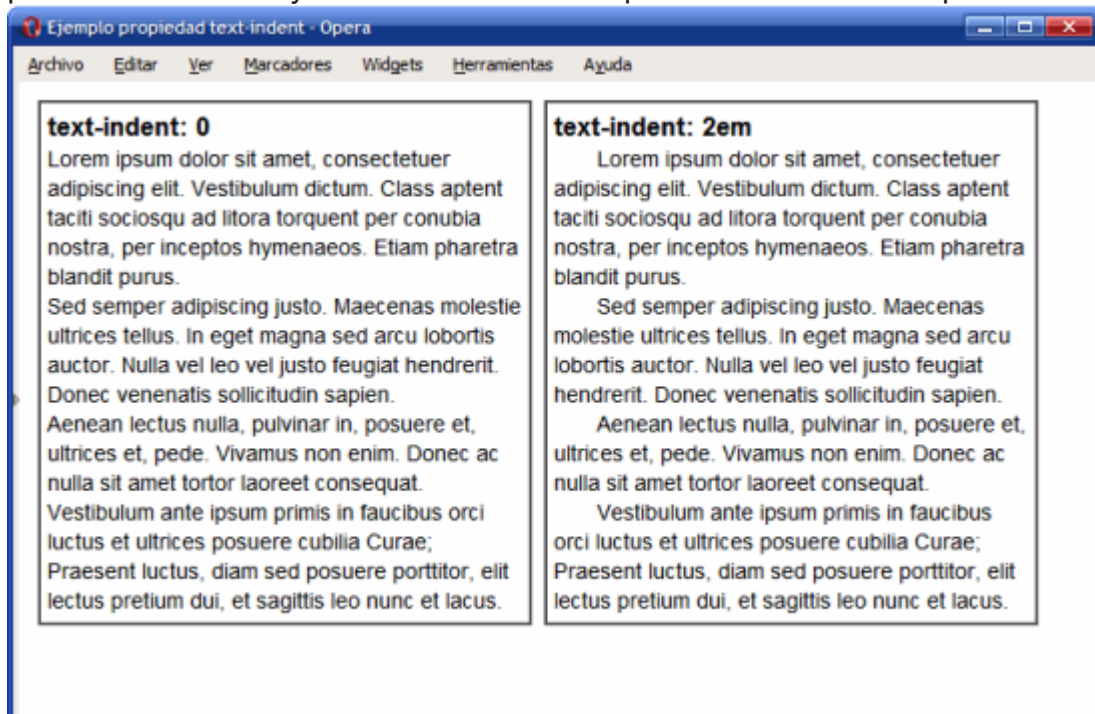 Ejemplo propiedad text-indent - Opera
Archivo Editar Ver Marcadores Widgets Herramientas Ayuda
text-indent: 0
Lorem ipsum dolor sit amet, consectetuer
adipiscing elit. Vestibulum dictum. Class aptent
taciti sociosqu ad litora torquent per conubia
nostra, per inceptos hymenaeos. Etiam pharetra
blandit purus.
Sed semper adipiscing justo. Maecenas molestie
ultrices tellus. In eget magna sed arcu lobortis
auctor. Nulla vel leo vel justo feugiat hendrerit.
Donec venenatis sollicitudin sapien.
Aenean lectus nulla, pulvinar in, posuere et,
ultrices et, pede. Vivamus non enim. Donec ac
nulla sit amet tortor laoreet consequat.
Vestibulum ante ipsum primis in faucibus orci
luctus et ultrices posuere cubilia Curae;
Praesent luctus, diam sed posuere porttitor, elit
lectus pretium dui, et sagittis leo nunc et lacus.
text-indent: 2em
Lorem ipsum dolor sit amet, consectetuer
adipiscing elit. Vestibulum dictum. Class aptent
taciti sociosqu ad litora torquent per conubia
nostra, per inceptos hymenaeos. Etiam pharetra
blandit purus.
Sed semper adipiscing justo. Maecenas
molestie ultrices tellus. In eget magna sed arcu
lobortis auctor. Nulla vel leo vel justo feugiat
hendrerit. Donec venenatis sollicitudin sapien.
Aenean lectus nulla, pulvinar in, posuere et,
ultrices et, pede. Vivamus non enim. Donec ac
nulla sit amet tortor laoreet consequat.
Vestibulum ante ipsum primis in faucibus
orci luctus et ultrices posuere cubilia Curae;
Praesent luctus, diam sed posuere porttitor, elit
lectus pretium dui, et sagittis leo nunc et lacus.